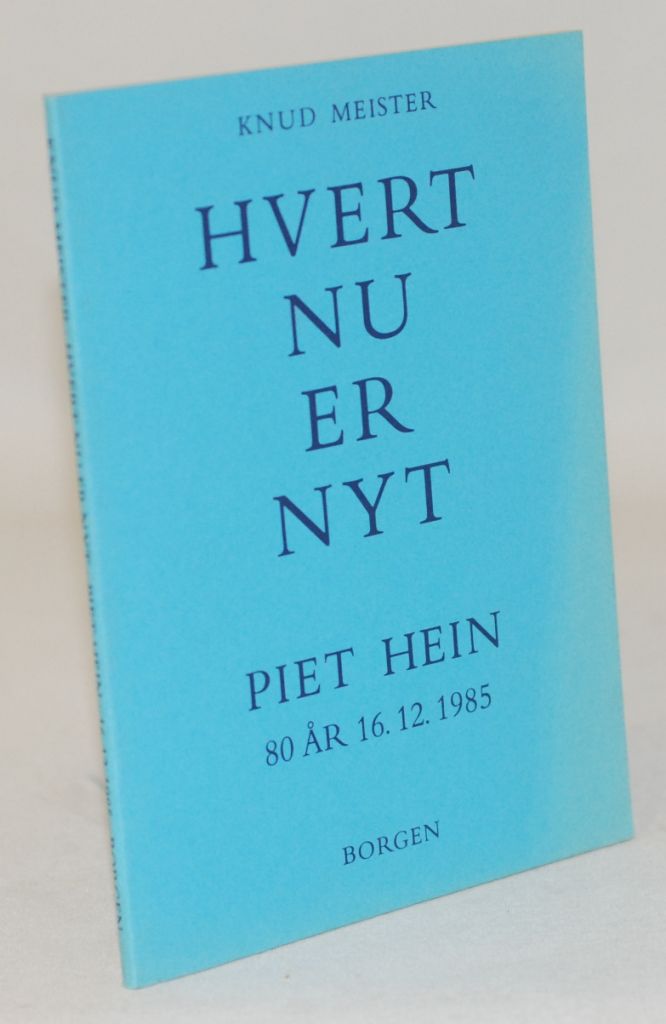 KNUD MEISTER
HVERT
NU
ER
NYT
PIET HEIN
80 ÅR 16.12.1985
BORGEN